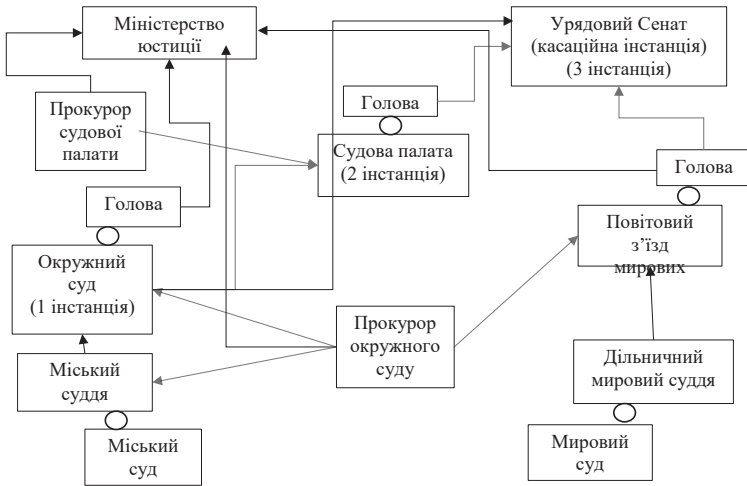 Міністерство
юстиції
Урядовий Сенат
(касаційна інстанція)
(3 інстанція)
Прокурор
судової
палати
Голова
Судова палата
(2 інстанція)
Голова
Голова
Повітовий
з’їзд
мирових
Окружний
суд
(1 інстанція)
Прокурор
окружного
суду
Міський
суддя
Дільничний
мировий суддя
Міський
суд
Мировий
суд